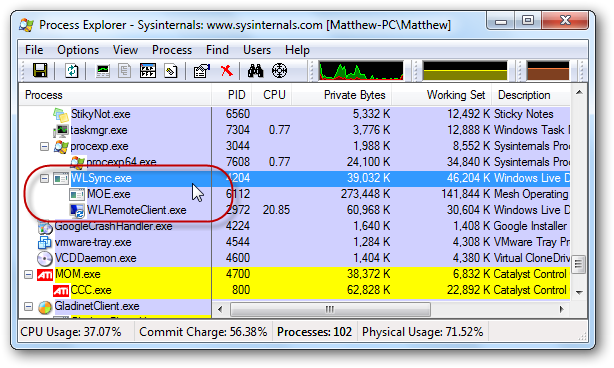 Process Explorer - Sysinternals: www.sysinternals.com [Matthew-PC\Matthew]
File Options View Process Find Users Help
Process PID CPU Private Bytes Working Set Description
StikyNot.exe 6560 5,332 K 12,492 K Sticky Notes
taskmgr.exe 7304 0.77 3,776 K 12,888 K Windows Task M
procexp.exe 3044 1,988 K 8,552 K Sysinternals Proc
procexp64.exe 7608 0.77 24,100 K 34,840 K Sysinternals Proc
WLSync.exe 4204 39,032 K 46,204 K Windows Live D
MOE.exe 6112 273,448 K 141,844 K Mesh Operating
WLRemoteClient.exe 2972 20.85 60,968 K 30,604 K Windows Live D
GoogleCrashHandler.exe 4224 1,640 K 1,408 K Google Installer
vmware-tray.exe 4544 1,284 K 4,380 K VMware Tray Pr
VCDDaemon.exe 4600 1,404 K 4,380 K Virtual CloneDriv
MOM.exe 4700 38,372 K 6,832 K Catalyst Control
CCC.exe 800 62,828 K 22,892 K Catalyst Control
GladinetClient.exe
CPU Usage: 37.07% Commit Charge: 56.38% Processes: 102 Physical Usage: 71.52%